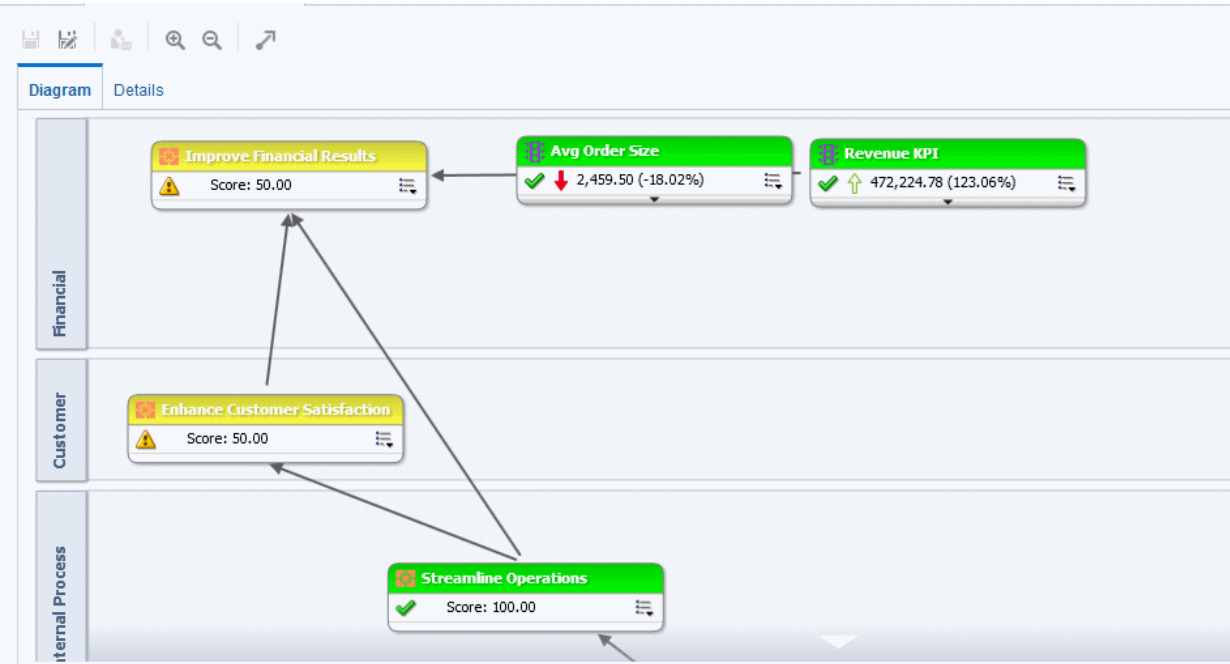 Diagram Details
Improve Financial Results
Score: 50.00
Avg Order Size
2,459.50 (-18.02%)
Revenue KPI
472,224.78 (123.06%)
Financial
Enhance Customer Satisfaction
Score: 50.00
Customer
Streamline Operations
Score: 100.00
ternal Process